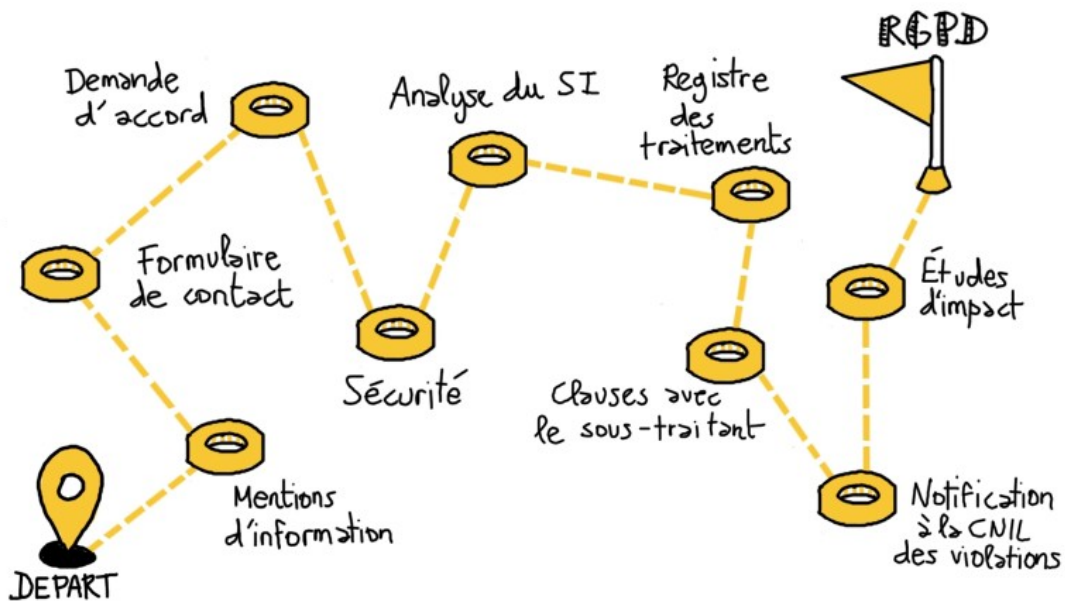 RGPD
Demande
d'accord
Analyse du SI
Registre
des
traitements
Formulaire
de contact
Études
d'impact
Sécurité
Clauses avec
le sous-traitant
Mentions
d'information
Notification
à la CNIL
des violations
DEPART